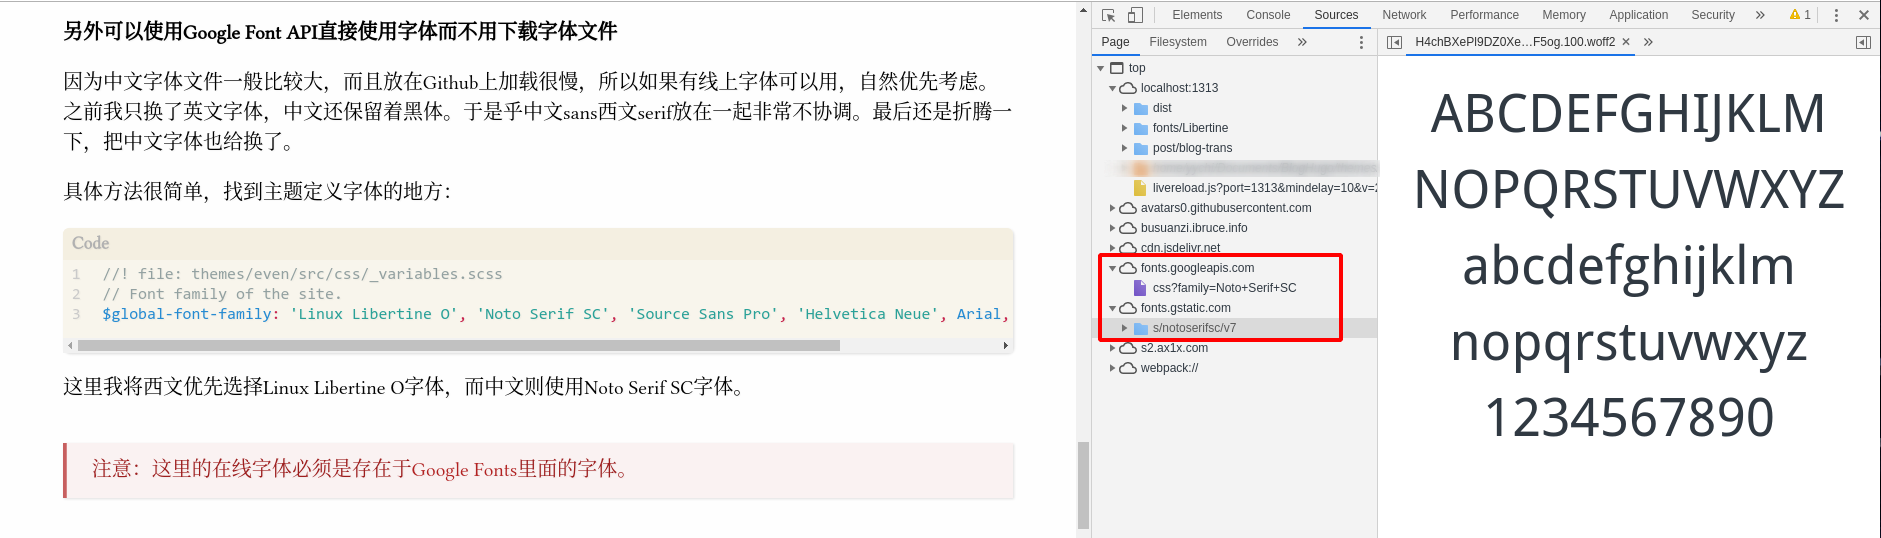 另外可以使用Google Font API直接使用字体而不用下载字体文件
因为中文字体文件一般比较大，而且放在Github上加载很慢，所以如果有线上字体可以用，自然优先考虑。
之前我只换了英文字体，中文还保留着黑体。于是乎中文sans西文serif放在一起非常不协调。最后还是折腾一
下，把中文字体也给换了。
具体方法很简单，找到主题定义字体的地方：
Code
1 //! file: themes/even/src/css/_variables.scss
2 // Font family of the site.
3 $global-font-family: 'Linux Libertine O', 'Noto Serif SC', 'Source Sans Pro', 'Helvetica Neue', Arial,
这里我将西文优先选择Linux Libertine O字体，而中文则使用Noto Serif SC字体。
注意：这里的在线字体必须是存在于Google Fonts里面的字体。
Elements Console Sources Network Performance Memory Application Security » 1
Page Filesystem Overrides »
top
localhost:1313
dist
fonts/Libertine
post/blog-trans
livereload.js?port=1313&mindelay=10&v=2
avatars0.githubusercontent.com
busuanzi.ibruce.info
cdn.jsdelivr.net
fonts.googleapis.com
css?family=Noto+Serif+SC
fonts.gstatic.com
s/notoserifsc/v7
s2.ax1x.com
webpack://
H4chBXePl9DZ0Xe…F5og.100.woff2 × »
ABCDEFGHIJKLM
NOPQRSTUVWXYZ
abcdefghijklm
nopqrstuvwxyz
1234567890